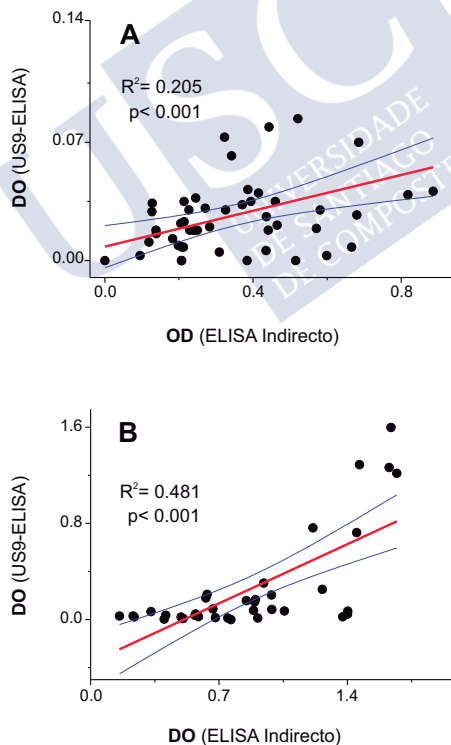 0.14
A
R²= 0.205
p< 0.001
0.07
0.00
DO (US9-ELISA)
0.0
0.4
0.8
OD (ELISA Indirecto)
USC
UNIVERSIDADE
DE SANTIAGO
DE COMPOSTE
1.6
B
R²= 0.481
p< 0.001
0.8
0.0
DO (US9-ELISA)
0.0
0.7
1.4
DO (ELISA Indirecto)